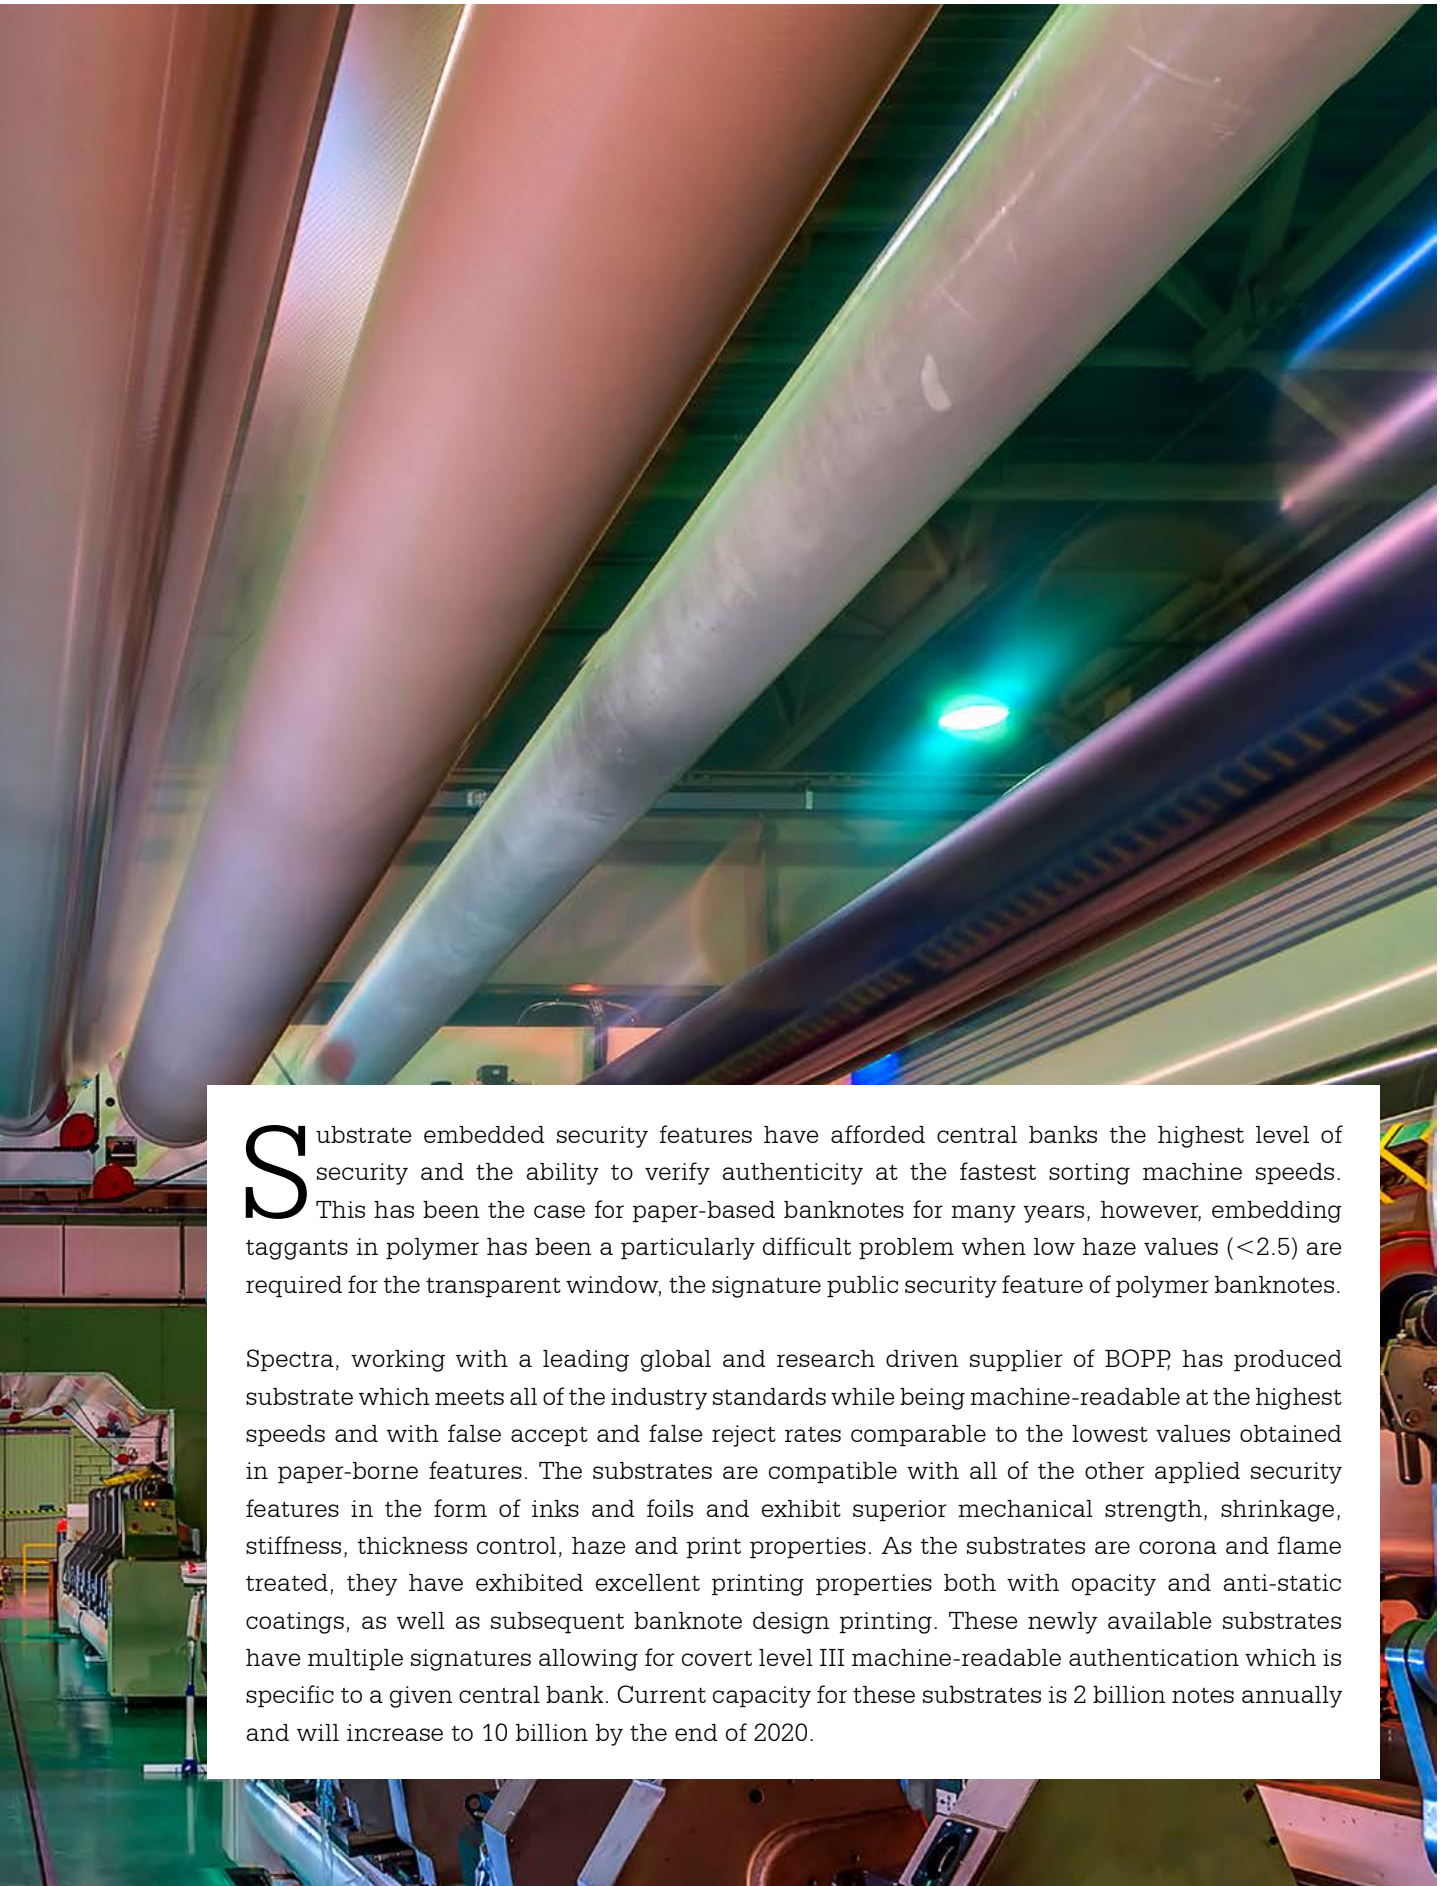 Substrate embedded security features have afforded central banks the highest level of
security and the ability to verify authenticity at the fastest sorting machine speeds.
This has been the case for paper-based banknotes for many years, however, embedding
taggants in polymer has been a particularly difficult problem when low haze values (<2.5) are
required for the transparent window, the signature public security feature of polymer banknotes.
Spectra, working with a leading global and research driven supplier of BOPP, has produced
substrate which meets all of the industry standards while being machine-readable at the highest
speeds and with false accept and false reject rates comparable to the lowest values obtained
in paper-borne features. The substrates are compatible with all of the other applied security
features in the form of inks and foils and exhibit superior mechanical strength, shrinkage,
stiffness, thickness control, haze and print properties. As the substrates are corona and flame
treated, they have exhibited excellent printing properties both with opacity and anti-static
coatings, as well as subsequent banknote design printing. These newly available substrates
have multiple signatures allowing for covert level III machine-readable authentication which is
specific to a given central bank. Current capacity for these substrates is 2 billion notes annually
and will increase to 10 billion by the end of 2020.